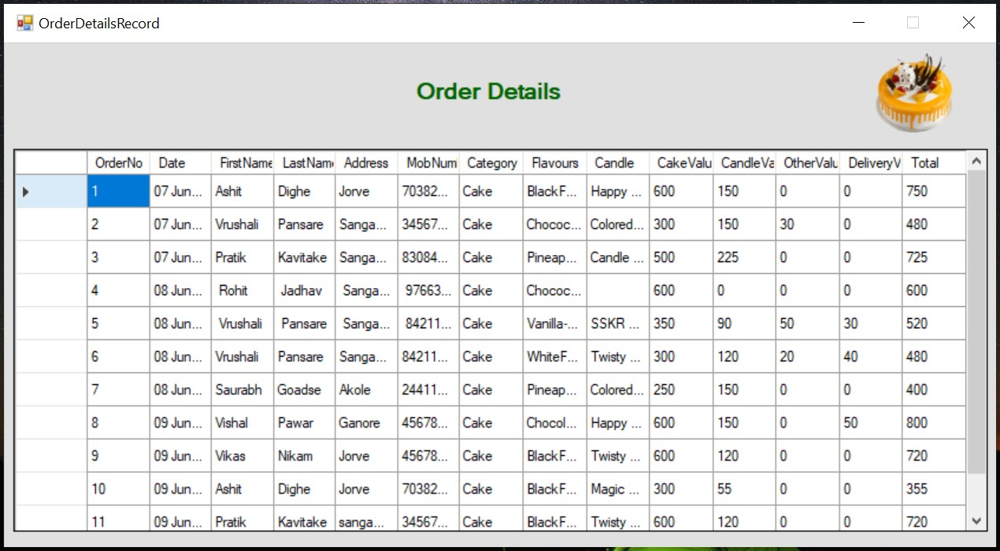 OrderDetailsRecord
Order Details
OrderNo Date FirstName LastName Address MobNum Category Flavours Candle CakeValu CandleVa OtherValu DeliveryV Total
1 07 Jun... Ashit Dighe Jorve 70382... Cake BlackF... Happy ... 600 150 0 0 750
2 07 Jun... Vrushali Pansare Sanga... 34567... Cake Chococ... Colored... 300 150 30 0 480
3 07 Jun... Pratik Kavitake Sanga... 83084... Cake Pineap... Candle ... 500 225 0 0 725
4 08 Jun... Rohit Jadhav Sanga... 97663... Cake Chococ... 600 0 0 0 600
5 08 Jun... Vrushali Pansare Sanga... 84211... Cake Vanilla-... SSKR ... 350 90 50 30 520
6 08 Jun... Vrushali Pansare Sanga... 84211... Cake WhiteF... Twisty ... 300 120 20 40 480
7 08 Jun... Saurabh Goadse Akole 24411... Cake Pineap... Colored... 250 150 0 0 400
8 09 Jun... Vishal Pawar Ganore 45678... Cake Chocol... Happy ... 600 150 0 50 800
9 09 Jun... Vikas Nikam Jorve 45678... Cake BlackF... Twisty ... 600 120 0 0 720
10 09 Jun... Ashit Dighe Jorve 70382... Cake BlackF... Magic ... 300 55 0 0 355
11 09 Jun... Pratik Kavitake sanga... 34567... Cake BlackF... Twisty ... 600 120 0 0 720